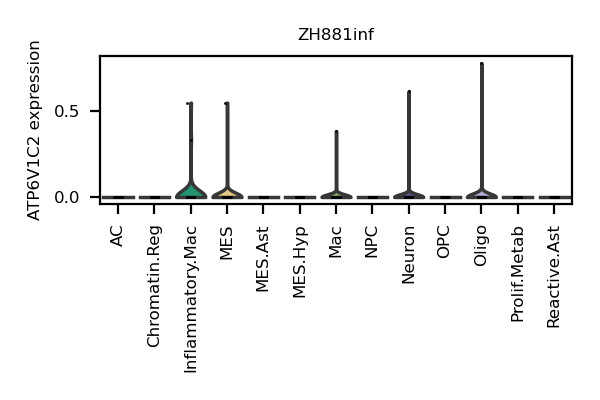 ZH881inf
ATP6V1C2 expression
0.5
0.0
AC
Chromatin.Reg
Inflammatory.Mac
MES
MES.Ast
MES.Hyp
Mac
NPC
Neuron
OPC
Oligo
Prolif.Metab
Reactive.Ast